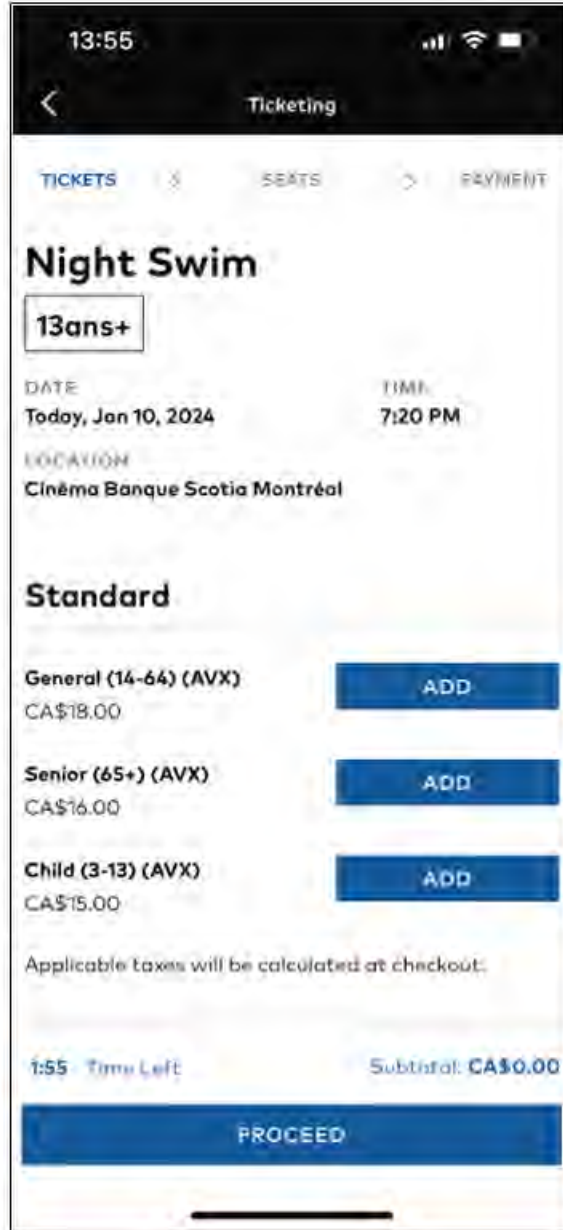 13:55
Ticketing
TICKETS > SEATS > PAYMENT
Night Swim
13ans+
DATE TIME
Today, Jan 10, 2024 7:20 PM
LOCATION
Cinéma Banque Scotia Montréal
Standard
General (14-64) (AVX) ADD
CA$18.00
Senior (65+) (AVX) ADD
CA$16.00
Child (3-13) (AVX) ADD
CA$15.00
Applicable taxes will be calculated at checkout.
1:55 Time Left Subtotal: CA$0.00
PROCEED